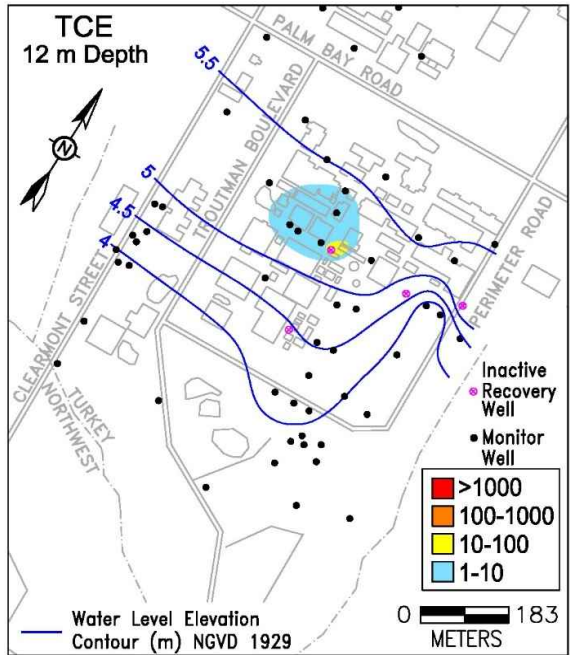 TCE
12 m Depth
PALM BAY ROAD
5.5
TROUTMAN BOULEVARD
N
5
4.5
4
CLEARMONT STREET
PERIMETER ROAD
TURKEY
NORTHWEST
Inactive
Recovery
Well
Monitor
Well
>1000
100-1000
10-100
1-10
Water Level Elevation
Contour (m) NGVD 1929
0 183
METERS